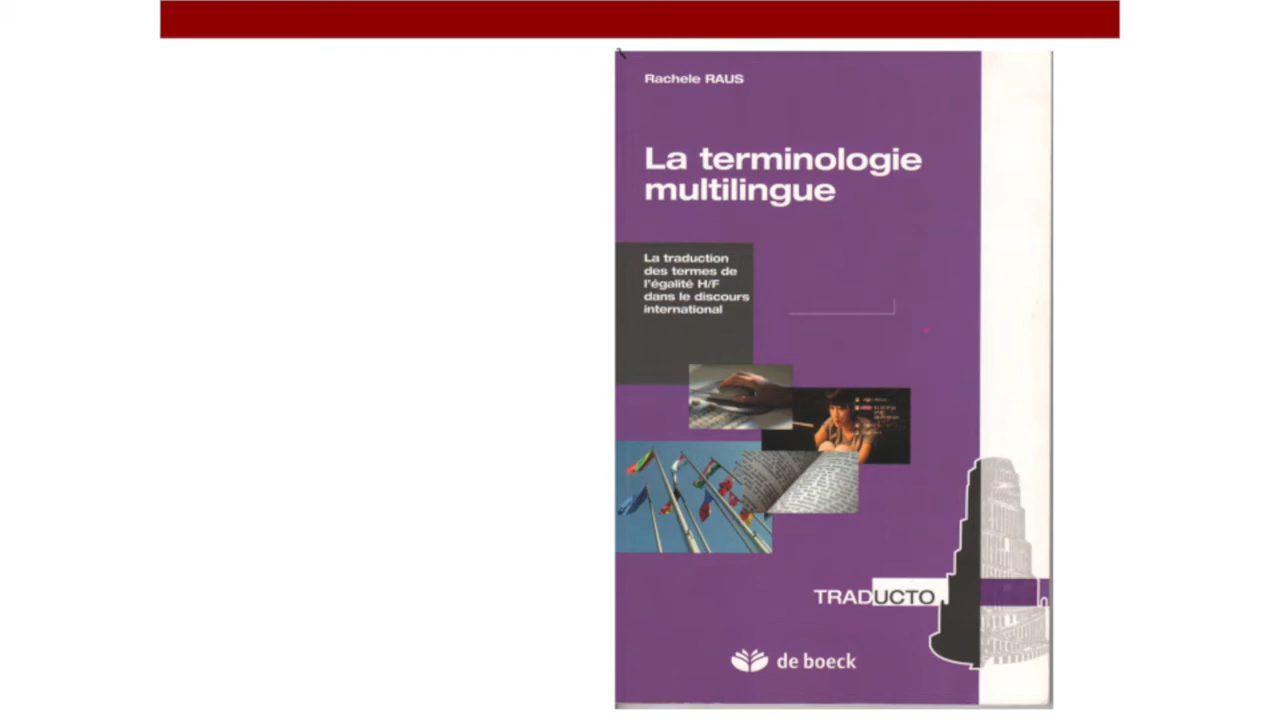 Rachele RAUS
La terminologie
multilingue
La traduction
des termes de
l'égalité H/F
dans le discours
international
TRADUCTO
de boeck